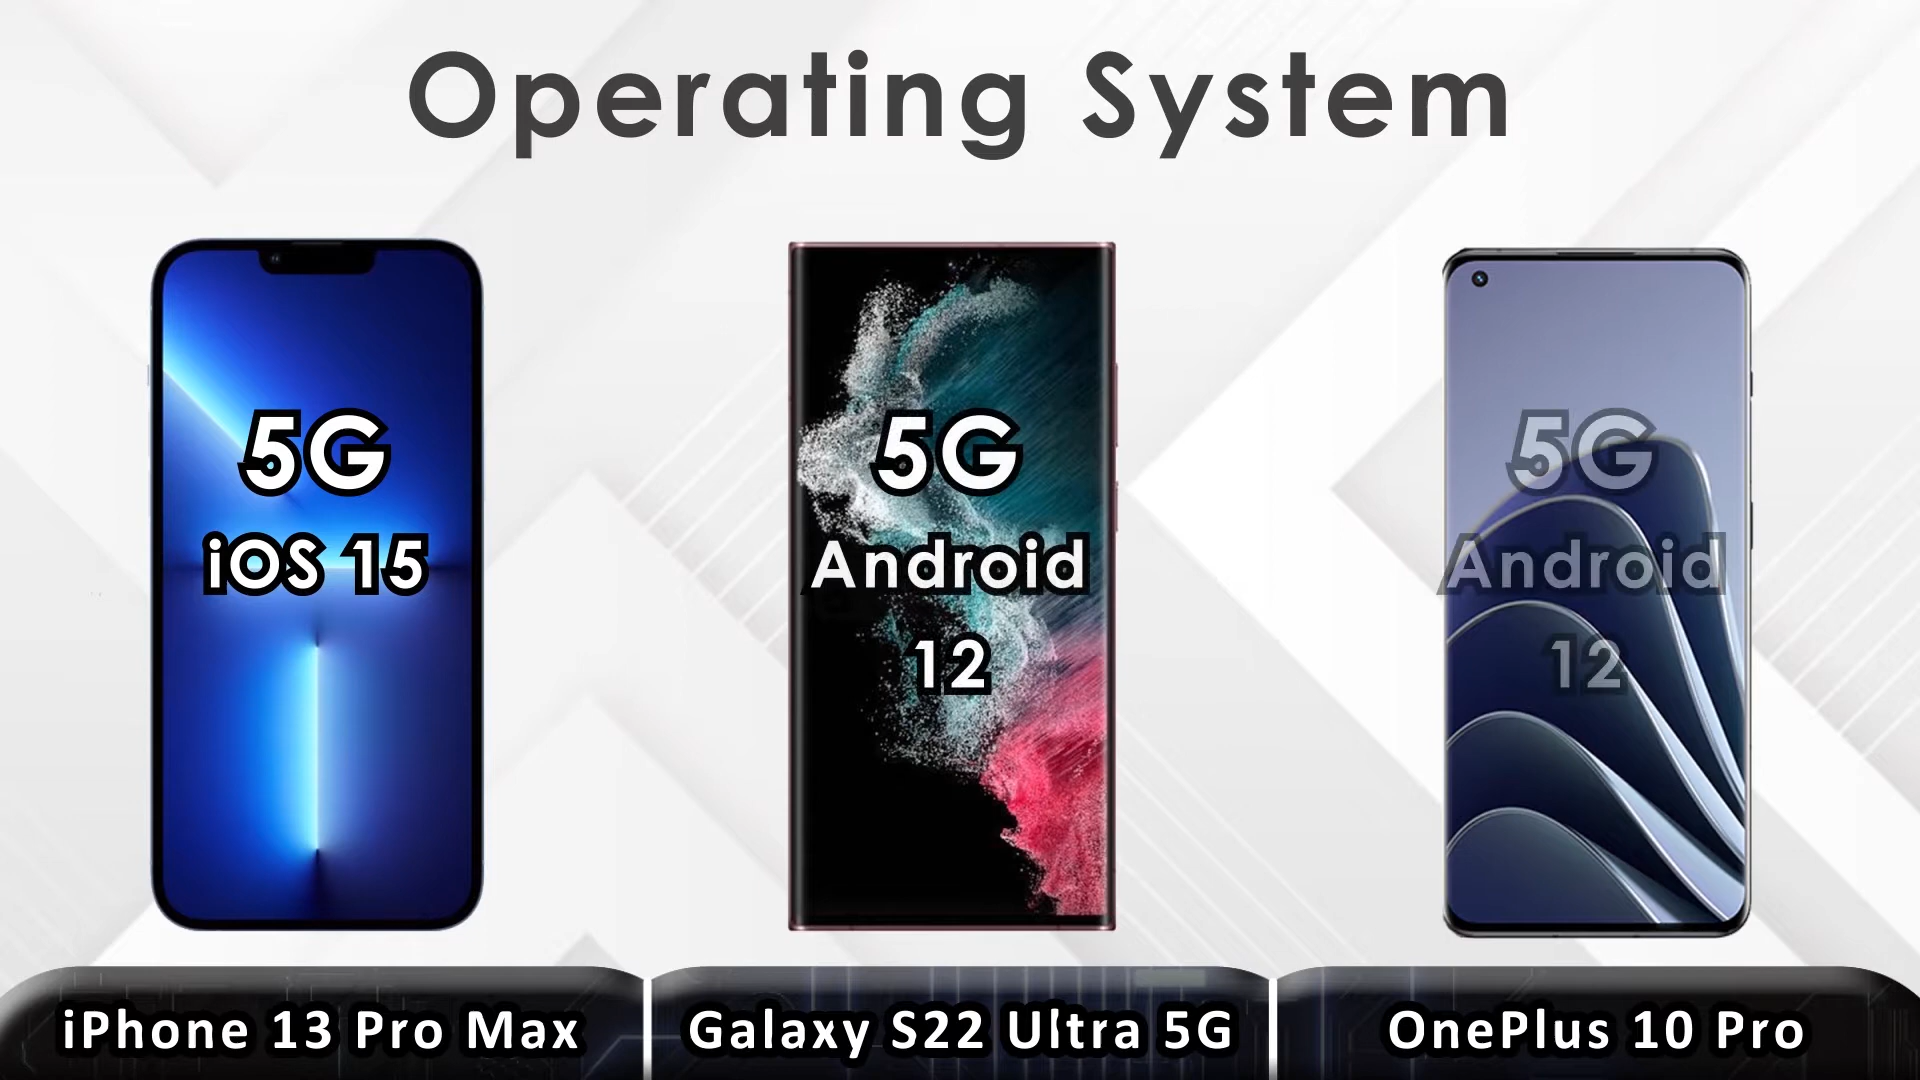 Operating System
5G
iOS 15
5G
Android
12
5G
Android
12
iPhone 13 Pro Max
Galaxy S22 Ultra 5G
OnePlus 10 Pro